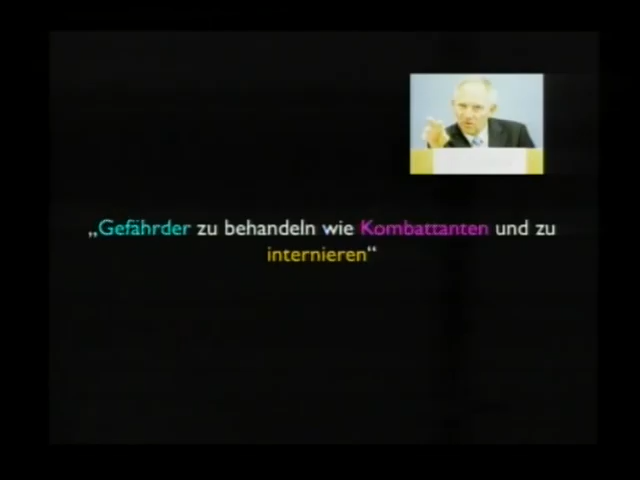 „Gefährder zu behandeln wie Kombattanten und zu
internieren“